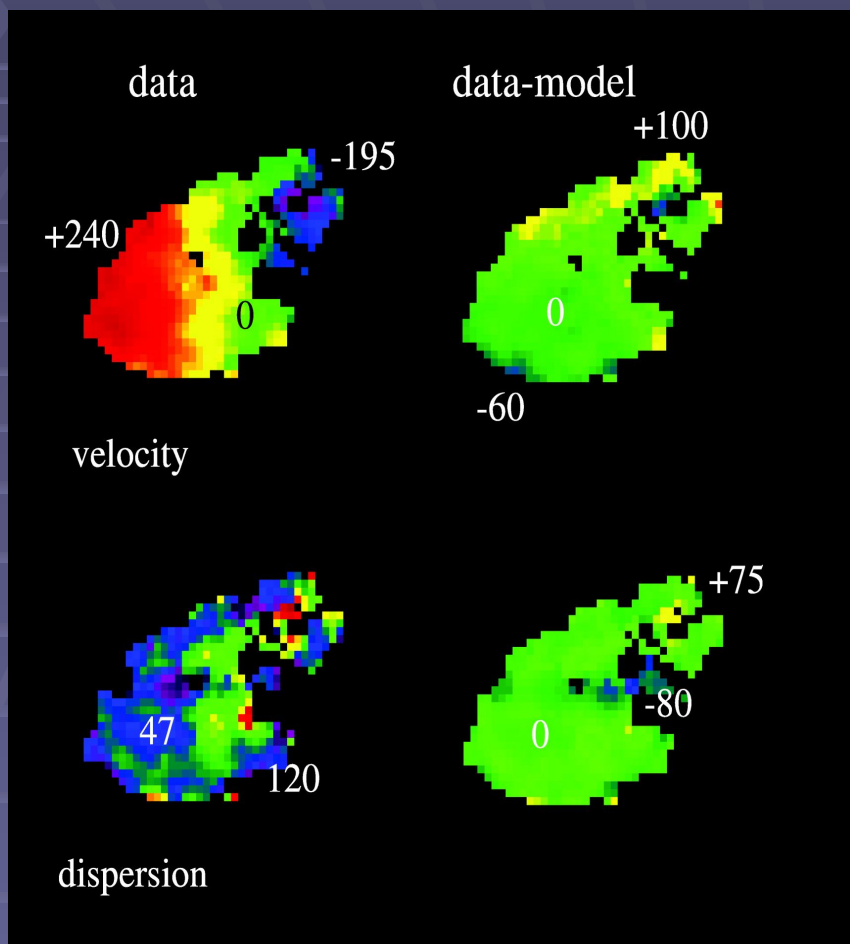 data
data-model
+100
-195
+240
0
0
-60
velocity
+75
-80
47
0
120
dispersion